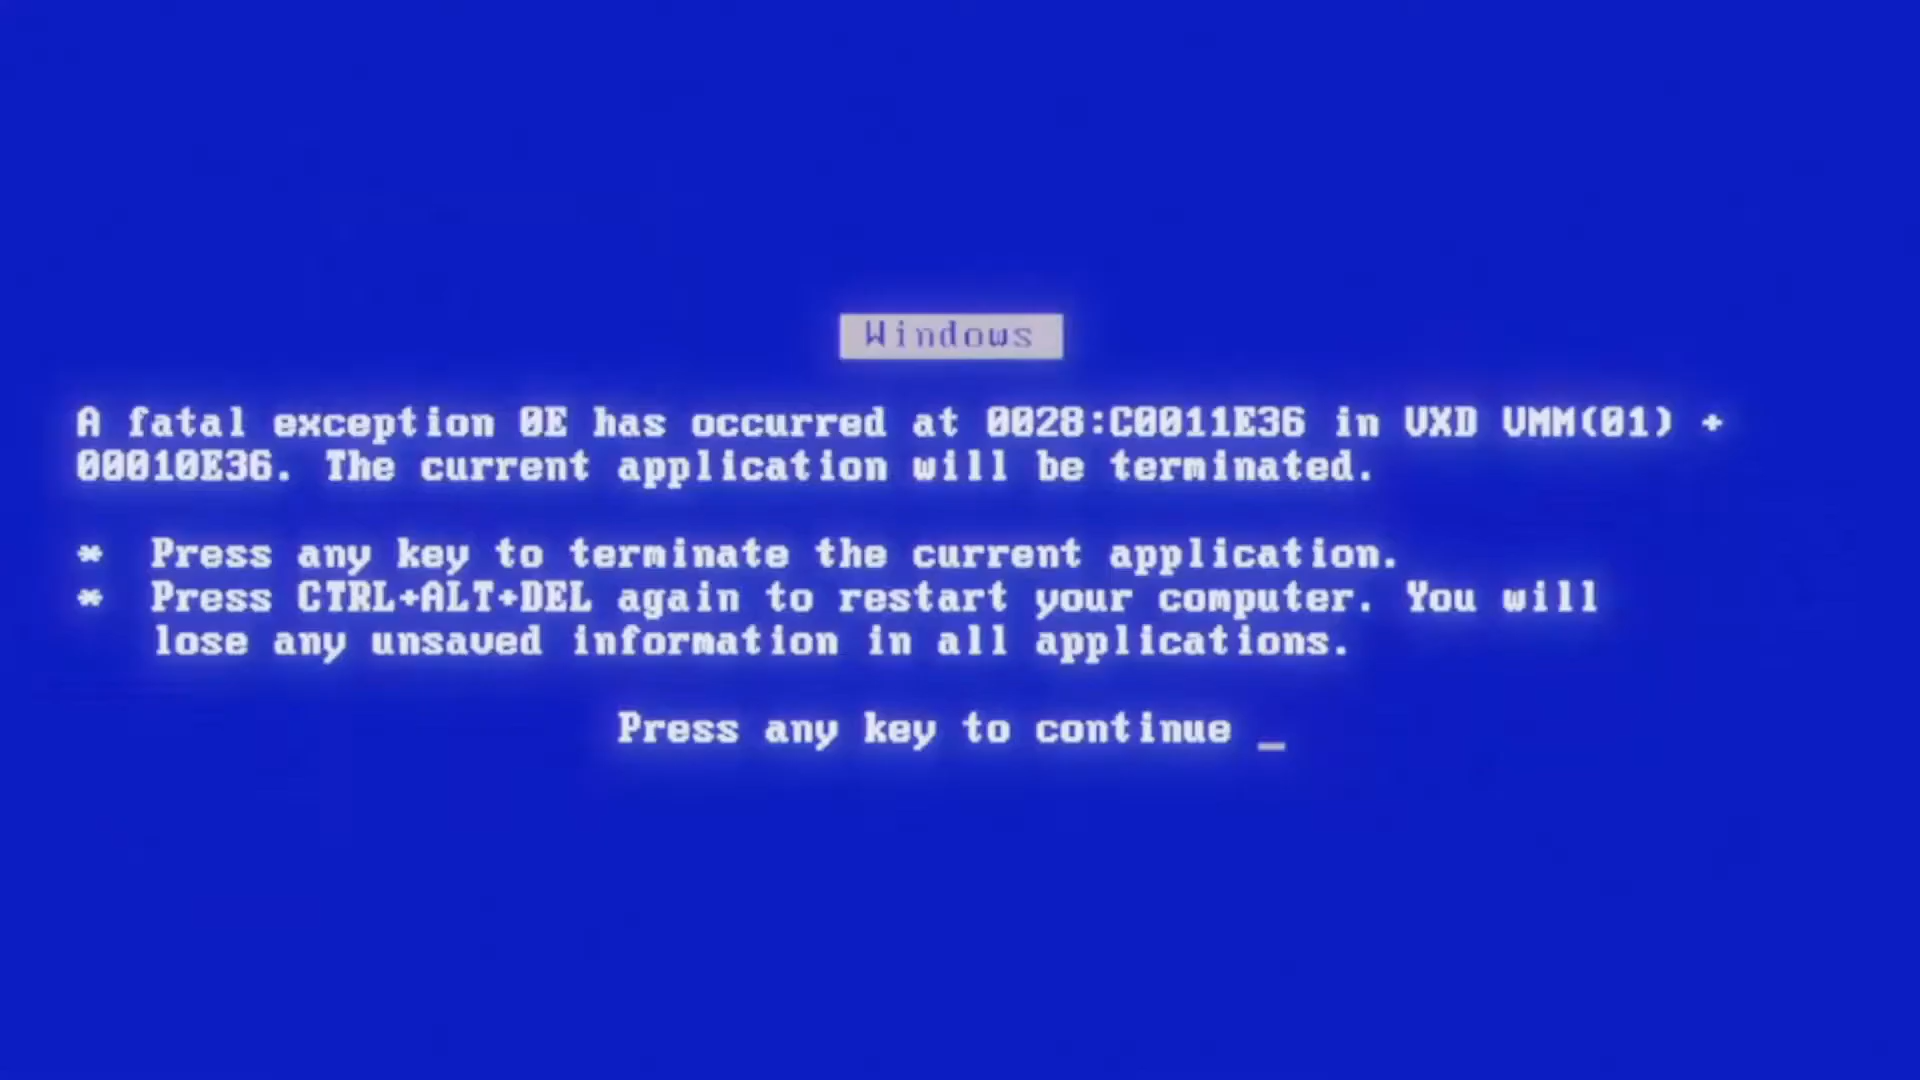 Windows
A fatal exception 0E has occurred at 0028:C0011E36 in VXD VMM(01) +
00010E36. The current application will be terminated.
* Press any key to terminate the current application.
* Press CTRL+ALT+DEL again to restart your computer. You will
lose any unsaved information in all applications.
Press any key to continue _